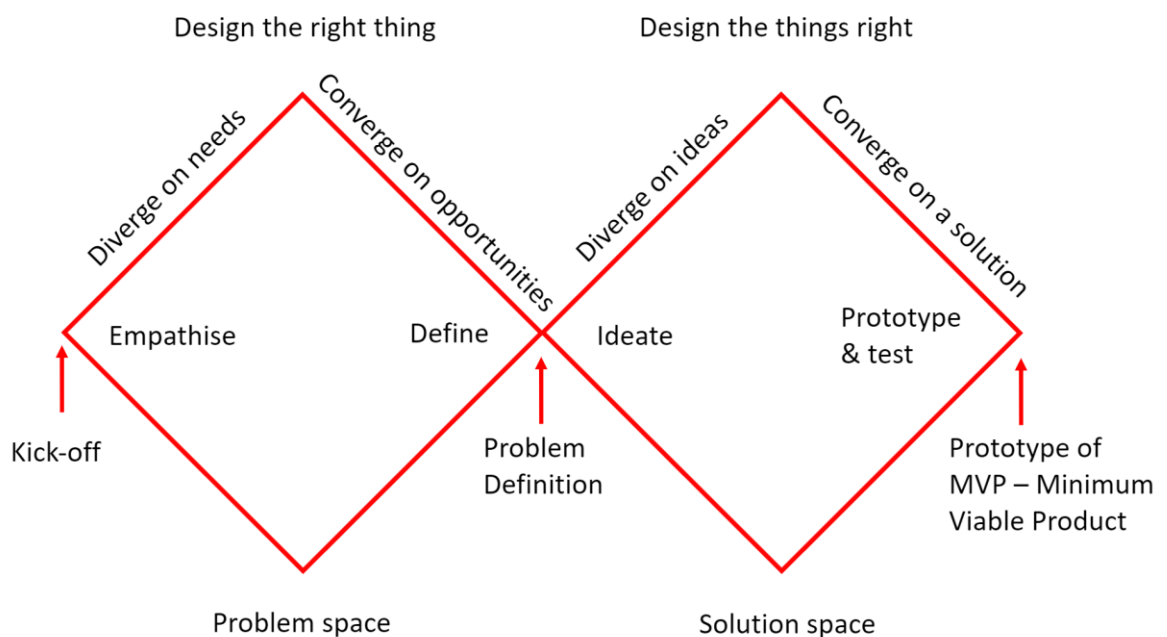 Design the right thing
Design the things right
Diverge on needs
Converge on opportunities
Diverge on ideas
Converge on a solution
Empathise
Define
Ideate
Prototype
& test
Kick-off
Problem
Definition
Prototype of
MVP – Minimum
Viable Product
Problem space
Solution space